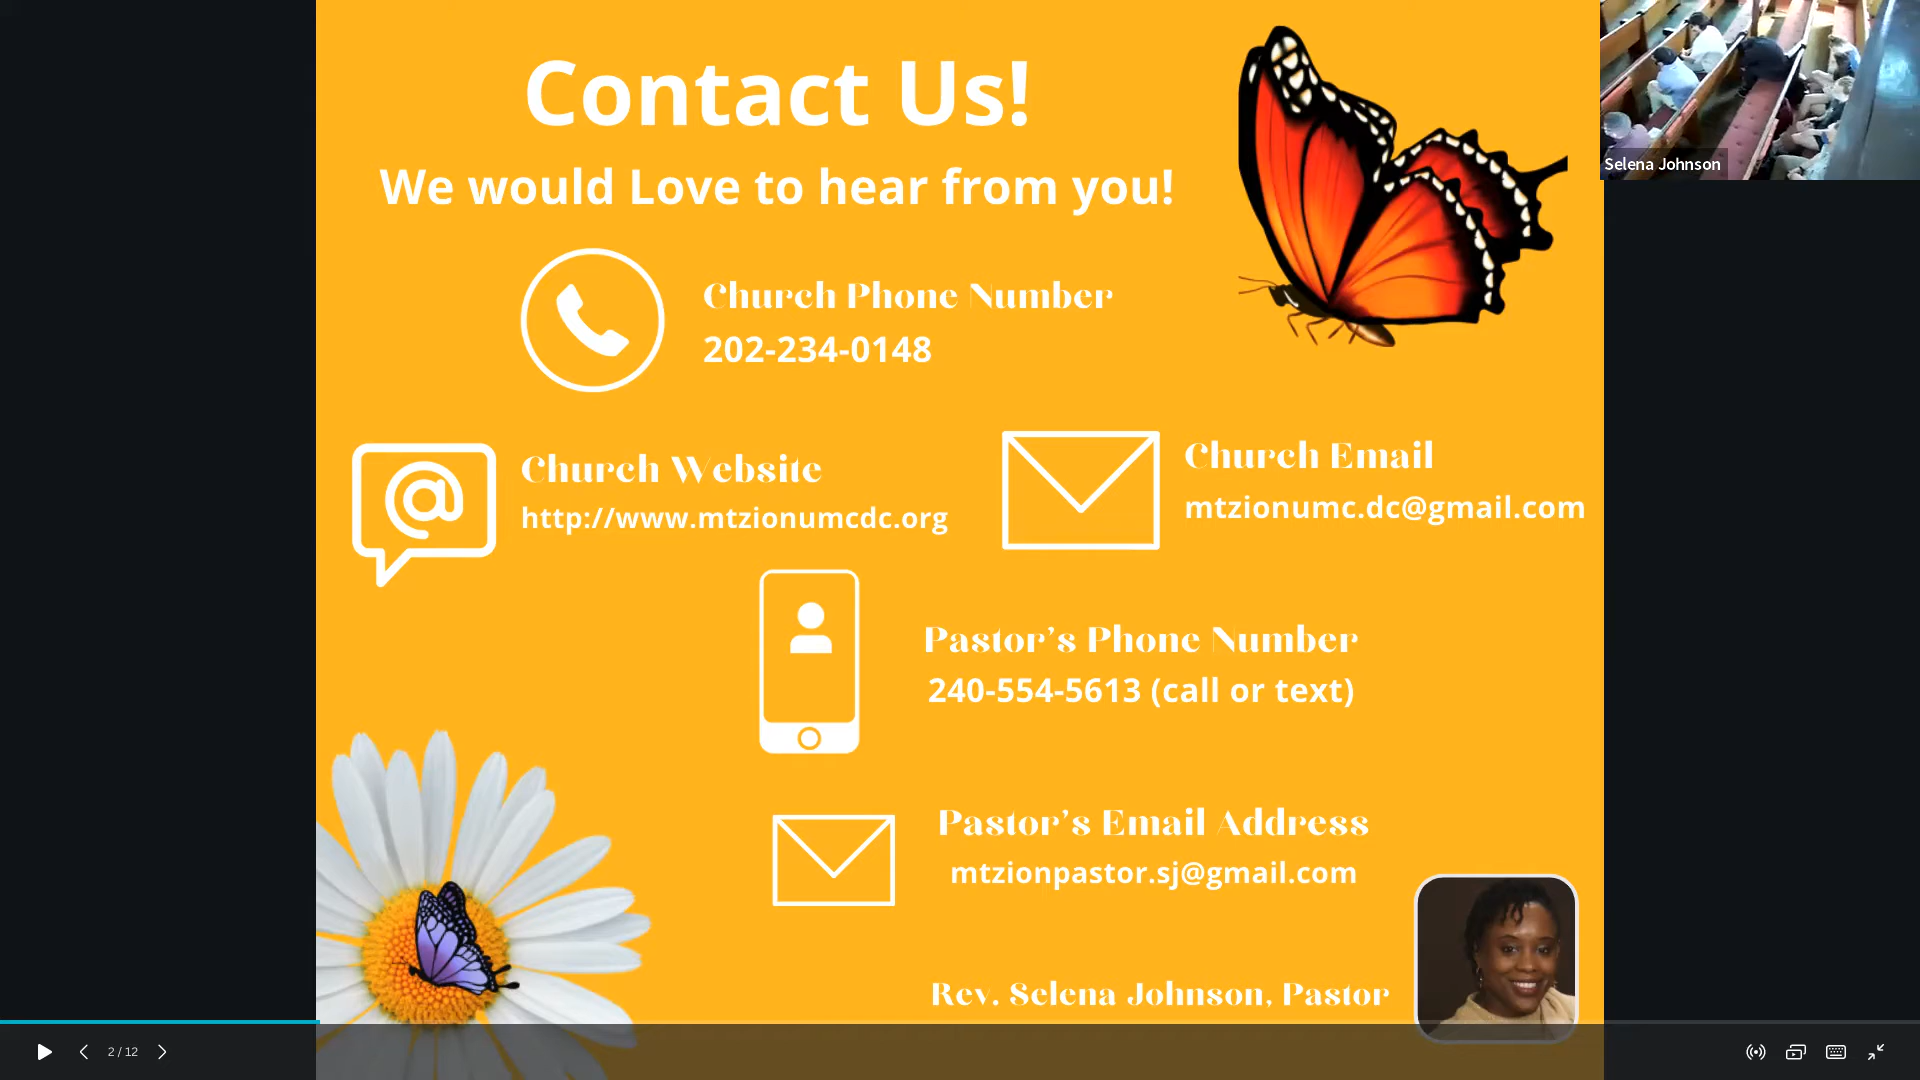 Contact Us!
We would Love to hear from you!
Selena Johnson
Church Phone Number
202-234-0148
Church Website
http://www.mtzionumcdc.org
Church Email
mtzionumc.dc@gmail.com
Pastor's Phone Number
240-554-5613 (call or text)
Pastor's Email Address
mtzionpastor.sj@gmail.com
Rev. Selena Johnson, Pastor
2 / 12